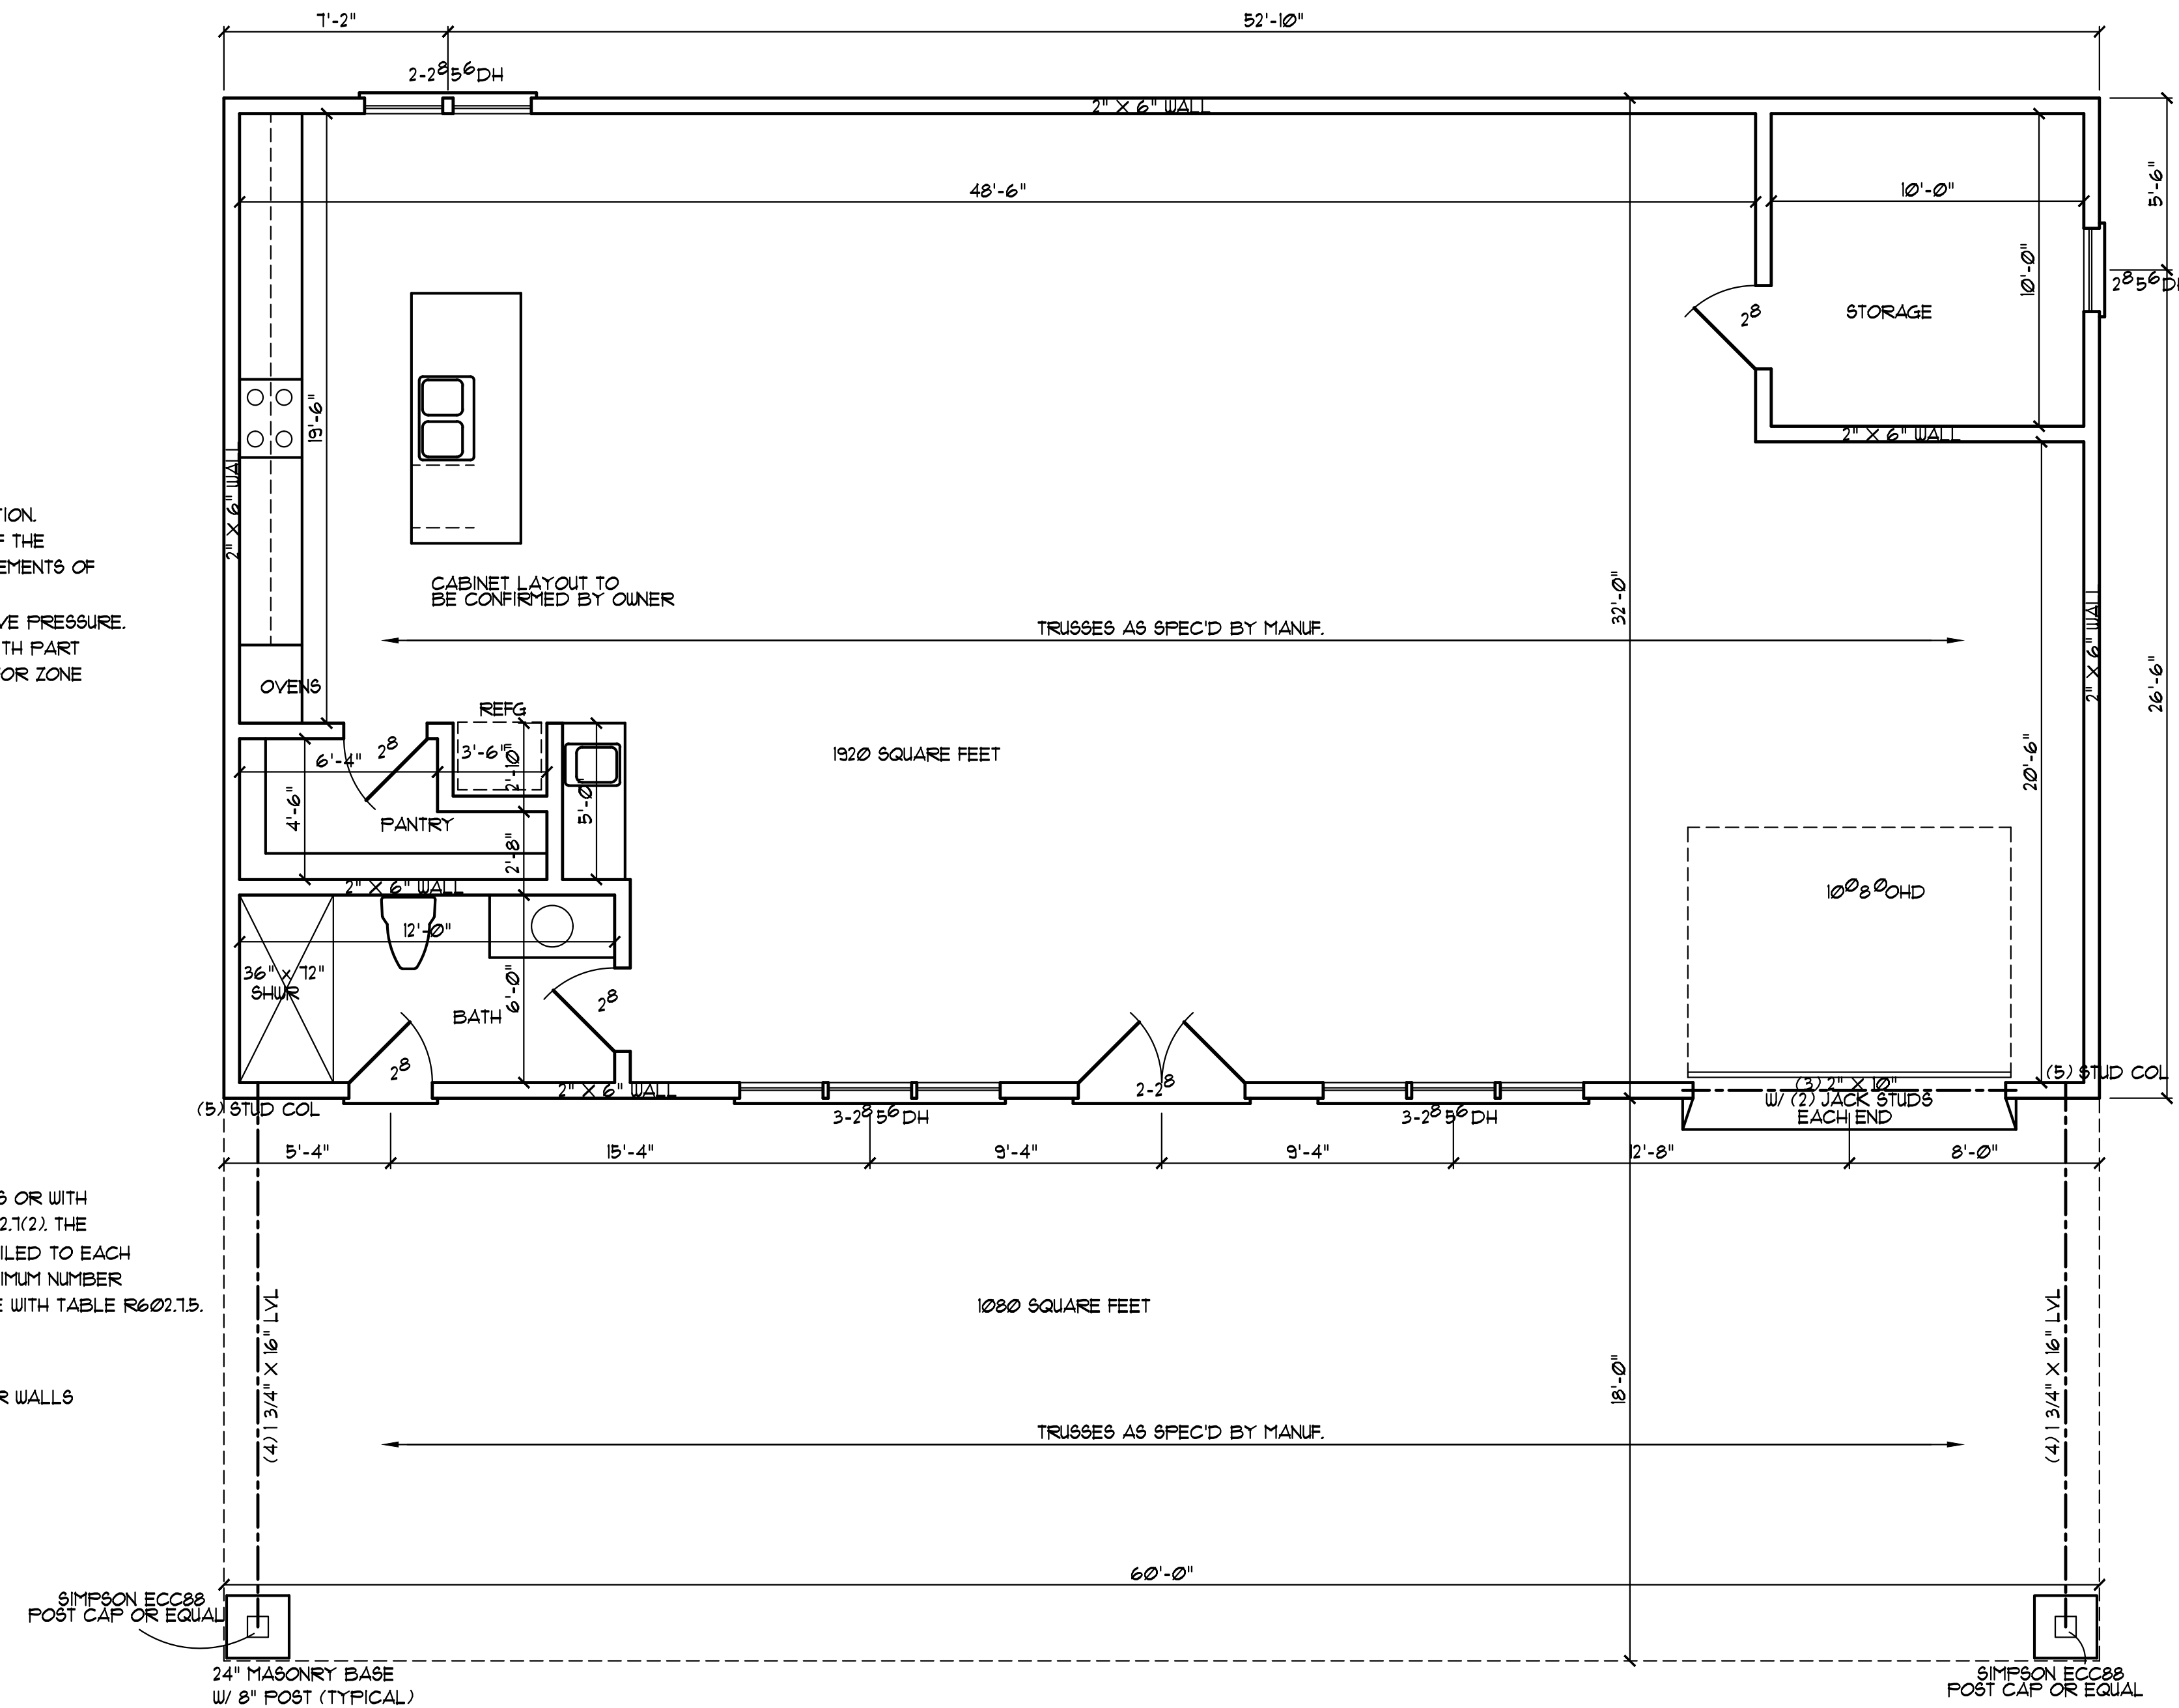 7'-2"
52'-10"
2-2⁸5⁶ DH
2" X 6" WALL
48'-6"
10'-0"
5'-6"
10'-0"
2⁸5⁶
STORAGE
2⁸
19'-6"
2" X 6" WALL
2" X 6" WALL
TION.
F THE
EMENTS OF
VE PRESSURE.
TH PART
OR ZONE
CABINET LAYOUT TO
BE CONFIRMED BY OWNER
32'-0"
TRUSSES AS SPEC'D BY MANUF.
2" X 6" WALL
26'-6"
OVENS
REFG
2⁸
6'-4"
3'-6"
2'-10"
1920 SQUARE FEET
20'-6"
4'-6"
PANTRY
5'-0"
2'-8"
2" X 6" WALL
10⁰8⁰ OHD
12'-0"
36" x 72"
SHWR
6'-0"
2⁸
BATH
2⁸
2-2⁸
(5) STUD COL
(5) STUD COL
2" X 6" WALL
3-2⁸5⁶ DH
3-2⁸5⁶ DH
(3) 2" X 10"
W/ (2) JACK STUDS
EACH END
5'-4"
15'-4"
9'-4"
9'-4"
12'-8"
8'-0"
S OR WITH
2.7(2). THE
ILED TO EACH
IMUM NUMBER
E WITH TABLE R602.7.5.
1080 SQUARE FEET
(4) 1 3/4" X 16" LVL
(4) 1 3/4" X 16" LVL
18'-0"
R WALLS
TRUSSES AS SPEC'D BY MANUF.
60'-0"
SIMPSON ECC88
POST CAP OR EQUAL
24" MASONRY BASE
W/ 8" POST (TYPICAL)
SIMPSON ECC88
POST CAP OR EQUAL